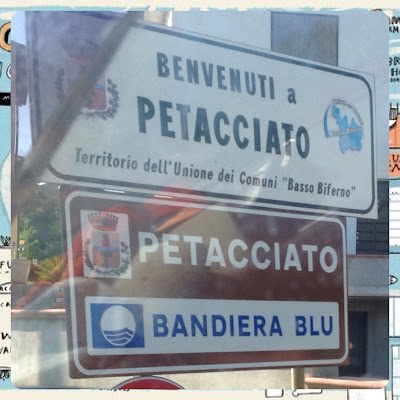 BENVENUTI a
PETACCIATO
Territorio dell'Unione dei Comuni "Basso Biferno"
PETACCIATO
BANDIERA BLU